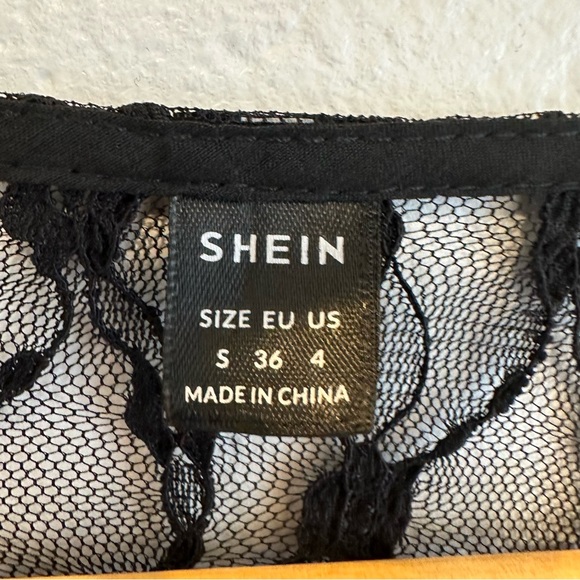 SHEIN
SIZE EU US
S 36 4
MADE IN CHINA